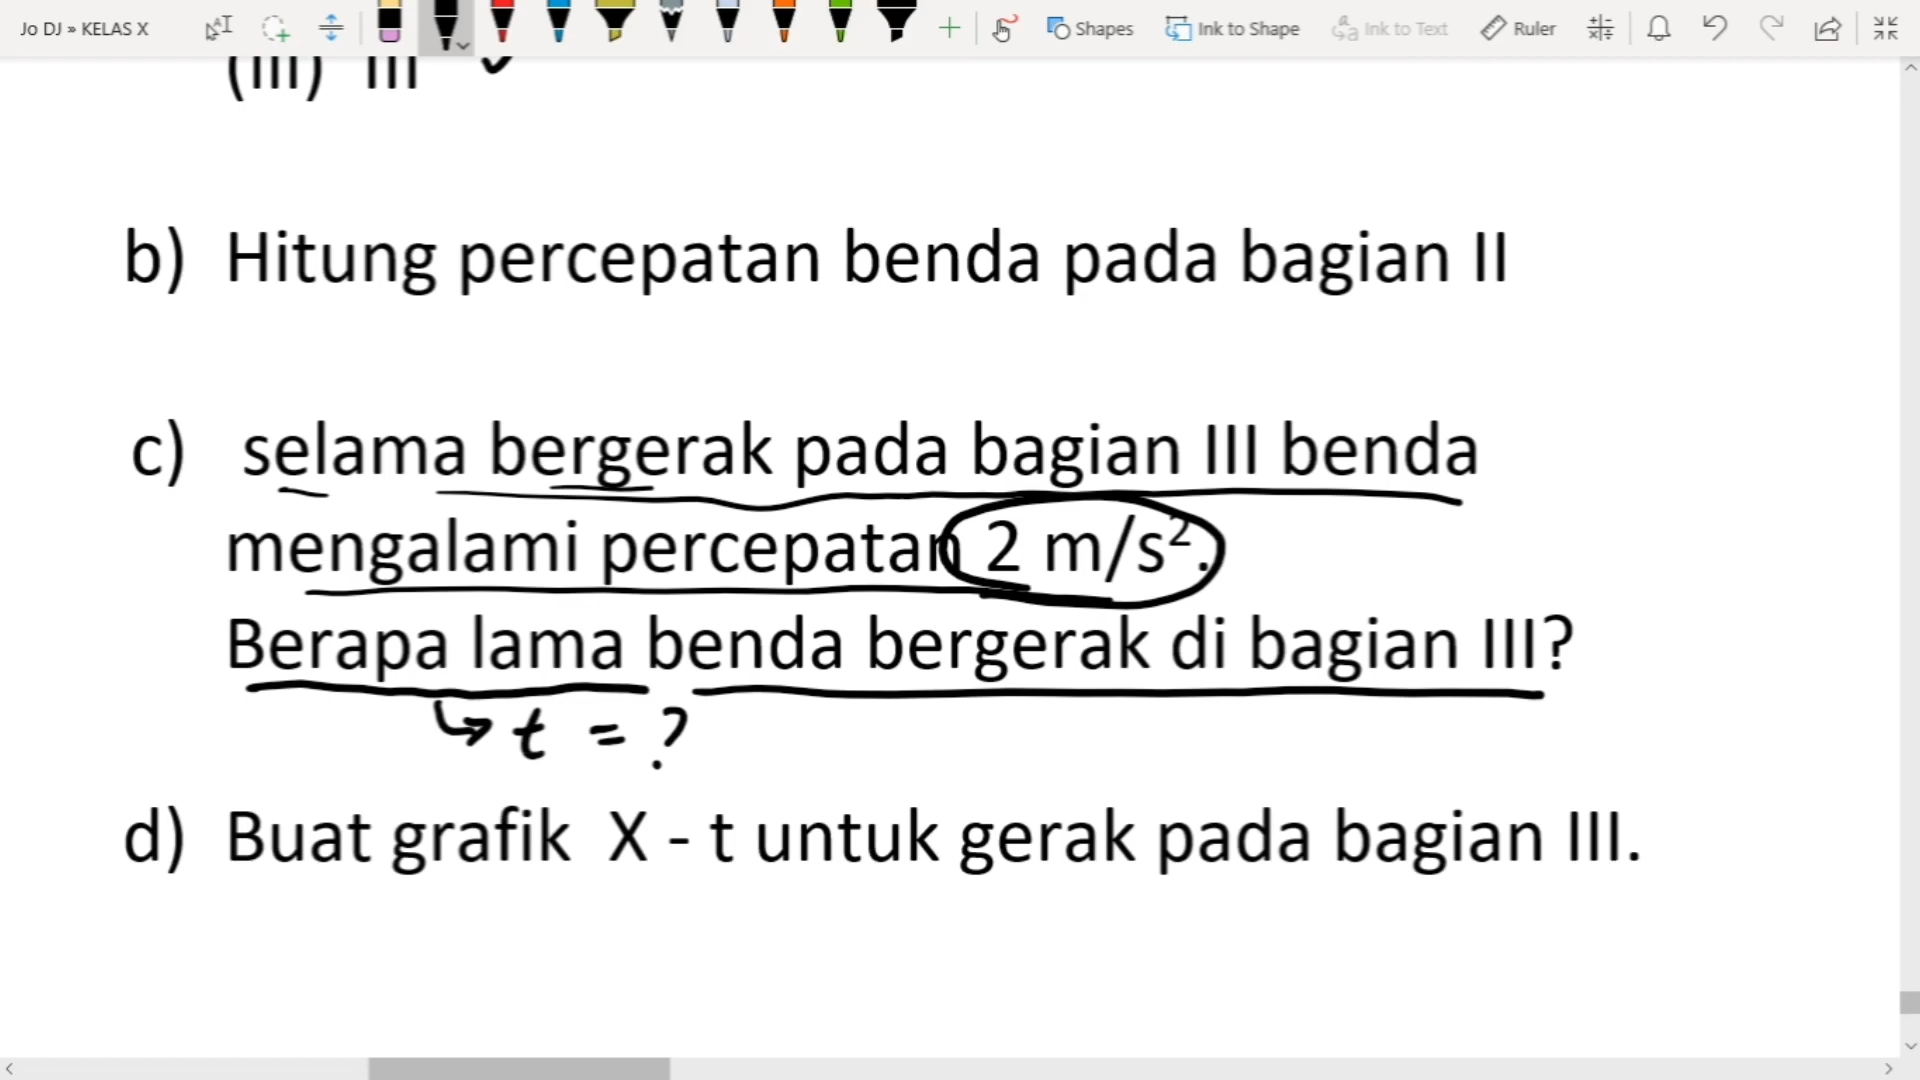 Jo DJ » KELAS X
Shapes
Ink to Shape
Ink to Text
Ruler
(iii) III ✓
b) Hitung percepatan benda pada bagian II
c) selama bergerak pada bagian III benda
mengalami percepatan 2 m/s².
Berapa lama benda bergerak di bagian III?
↳ t = ?
d) Buat grafik X - t untuk gerak pada bagian III.